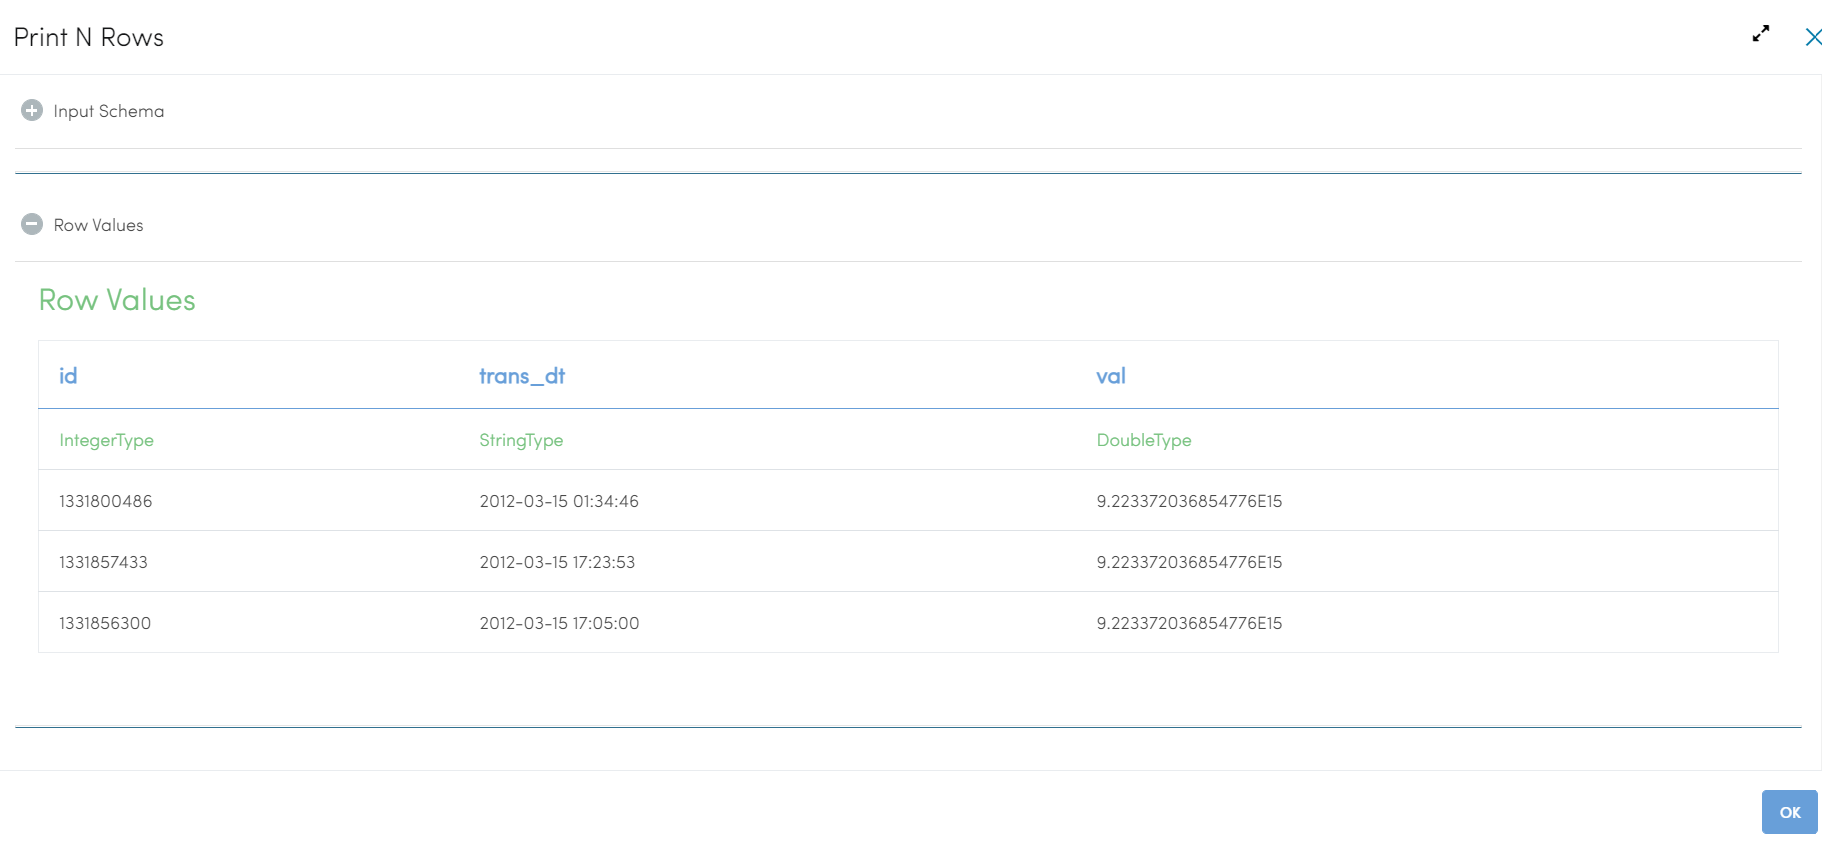 Print N Rows
Input Schema
Row Values
Row Values
id trans_dt val
IntegerType StringType DoubleType
1331800486 2012-03-15 01:34:46 9.223372036854776E15
1331857433 2012-03-15 17:23:53 9.223372036854776E15
1331856300 2012-03-15 17:05:00 9.223372036854776E15
OK